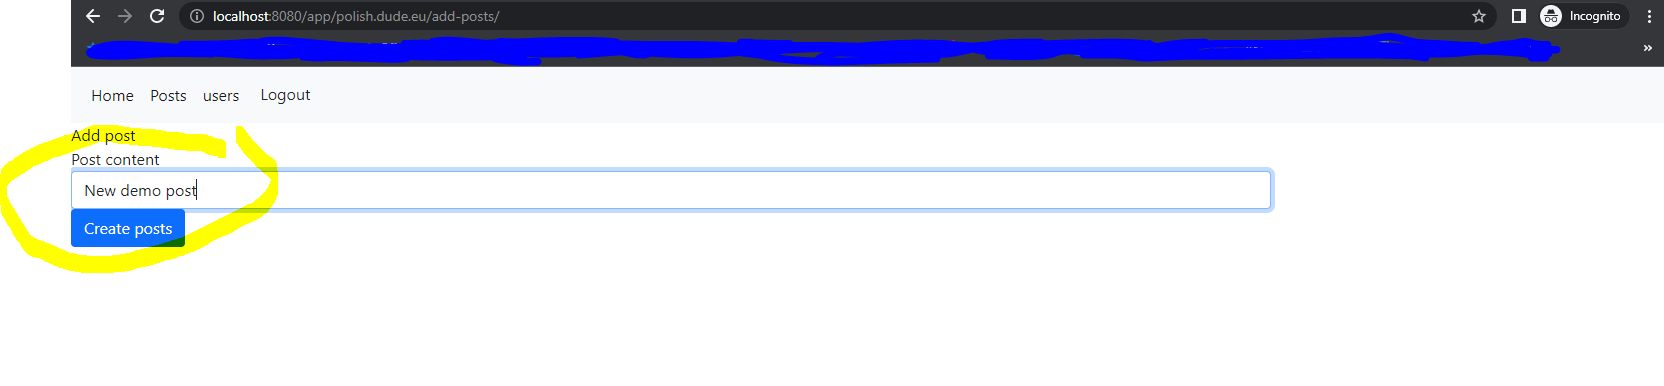 localhost:8080/app/polish.dude.eu/add-posts/
Incognito
»
Home Posts users Logout
Add post
Post content
New demo post
Create posts